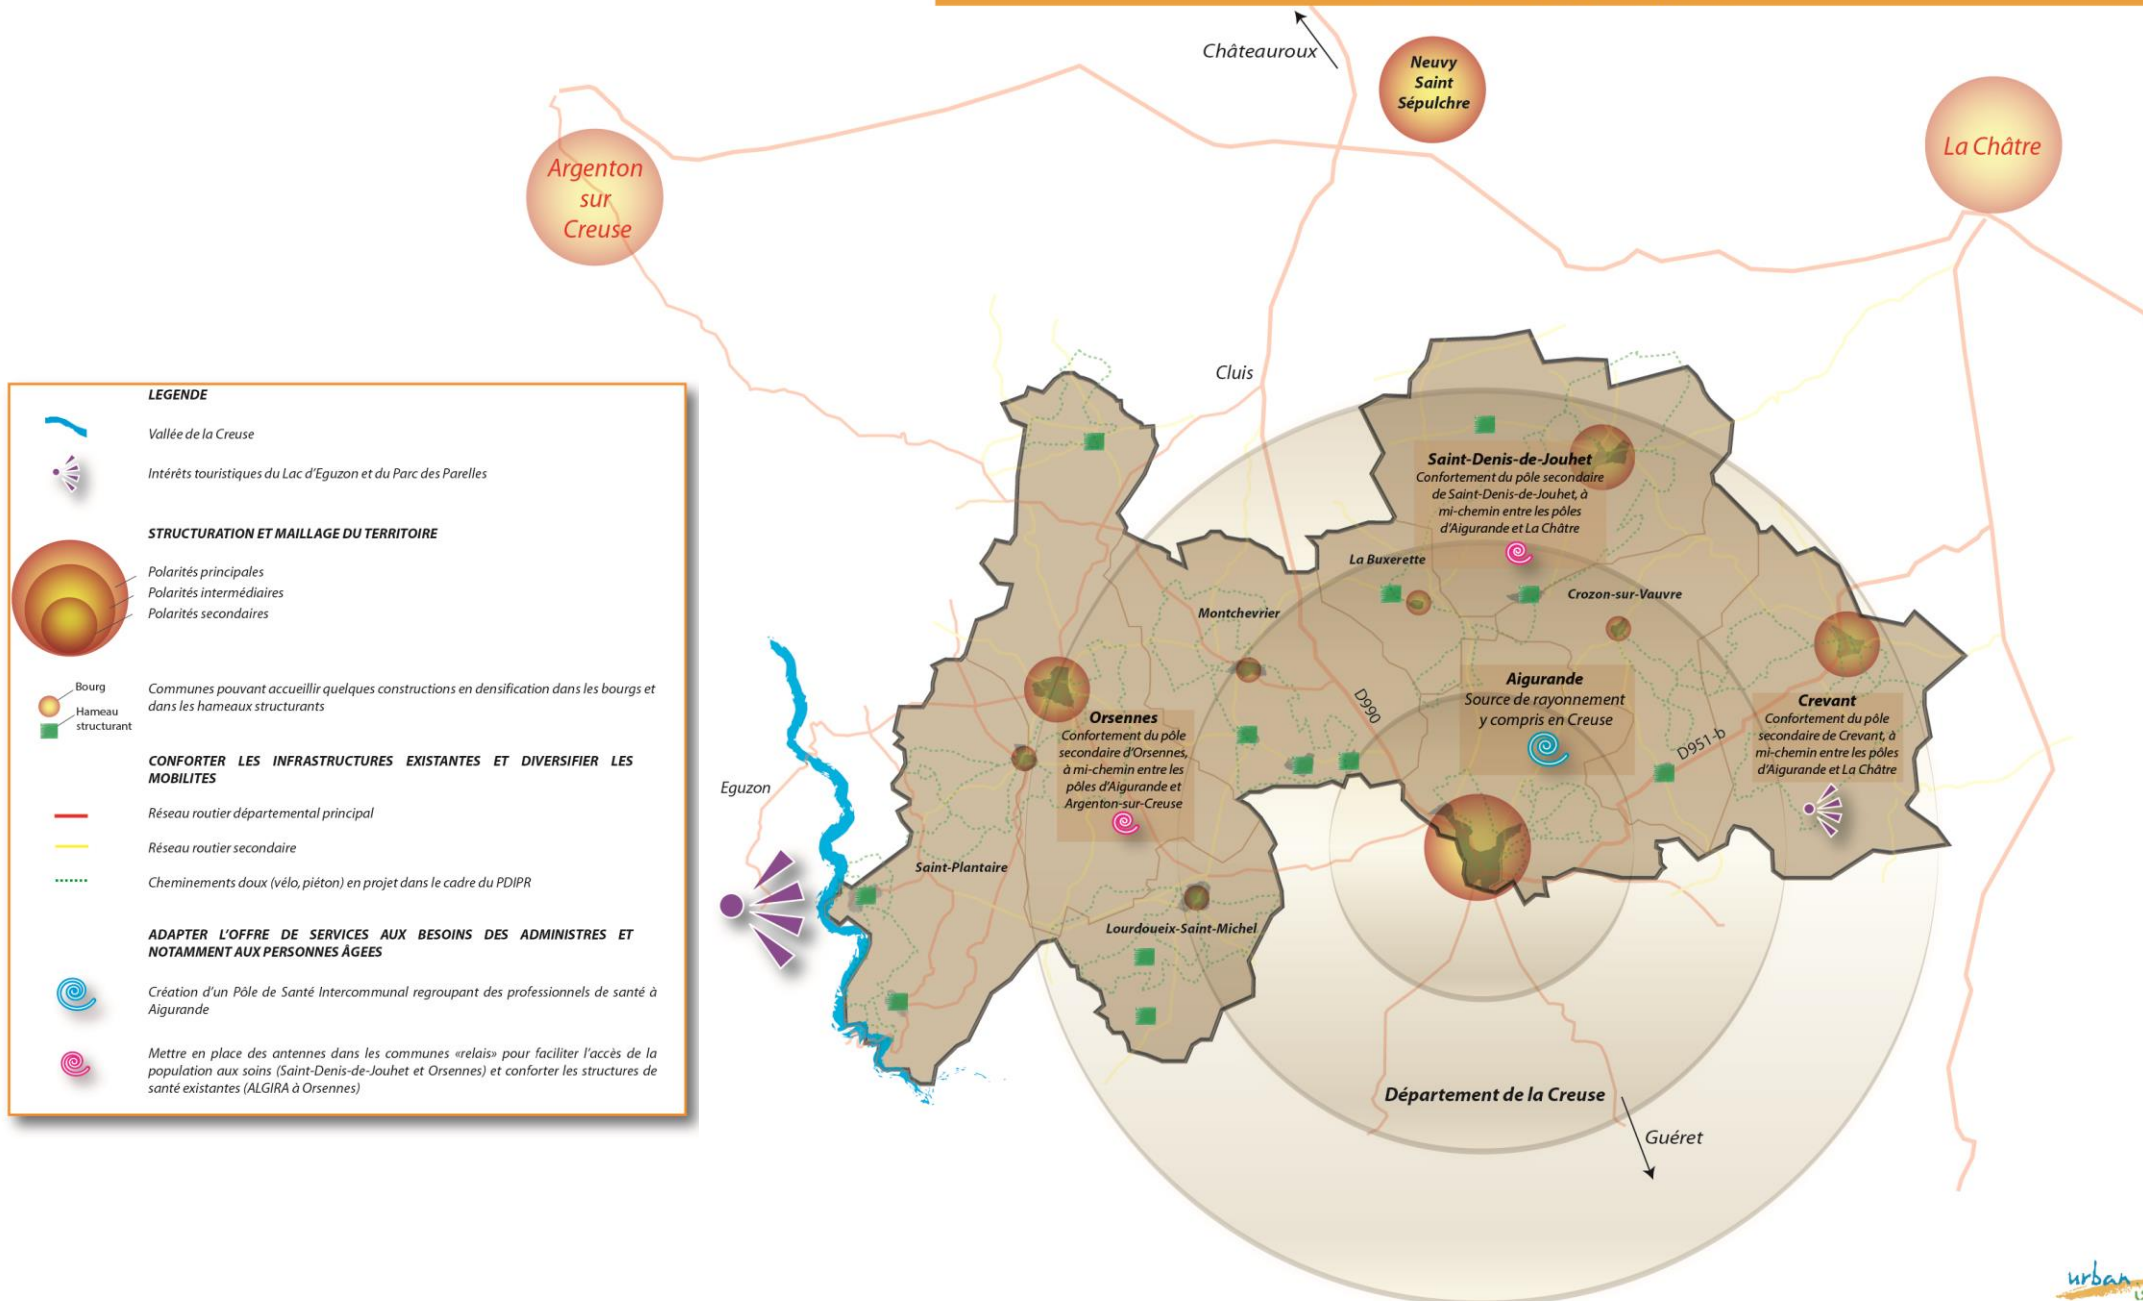 Châteauroux
Neuvy
Saint
Sépulchre
La Châtre
Argenton
sur
Creuse
Cluis
LEGENDE
Vallée de la Creuse
Intérêts touristiques du Lac d'Eguzon et du Parc des Parelles
STRUCTURATION ET MAILLAGE DU TERRITOIRE
Polarités principales
Polarités intermédiaires
Polarités secondaires
Bourg
Hameau
structurant
Communes pouvant accueillir quelques constructions en densification dans les bourgs et
dans les hameaux structurants
CONFORTER LES INFRASTRUCTURES EXISTANTES ET DIVERSIFIER LES
MOBILITES
Réseau routier départemental principal
Réseau routier secondaire
Cheminements doux (vélo, piéton) en projet dans le cadre du PDIPR
ADAPTER L'OFFRE DE SERVICES AUX BESOINS DES ADMINISTRES ET
NOTAMMENT AUX PERSONNES ÂGEES
Création d'un Pôle de Santé Intercommunal regroupant des professionnels de santé à
Aigurande
Mettre en place des antennes dans les communes «relais» pour faciliter l'accès de la
population aux soins (Saint-Denis-de-Jouhet et Orsennes) et conforter les structures de
santé existantes (ALGIRA à Orsennes)
Saint-Denis-de-Jouhet
Confortement du pôle secondaire
de Saint-Denis-de-Jouhet, à
mi-chemin entre les pôles
d'Aigurande et La Châtre
La Buxerette
Crozon-sur-Vauvre
Montchevrier
Aigurande
Source de rayonnement
y compris en Creuse
D990
D951-b
Crevant
Confortement du pôle
secondaire de Crevant, à
mi-chemin entre les pôles
d'Aigurande et La Châtre
Orsennes
Confortement du pôle
secondaire d'Orsennes,
à mi-chemin entre les
pôles d'Aigurande et
Argenton-sur-Creuse
Eguzon
Saint-Plantaire
Lourdoueix-Saint-Michel
Département de la Creuse
Guéret
urban